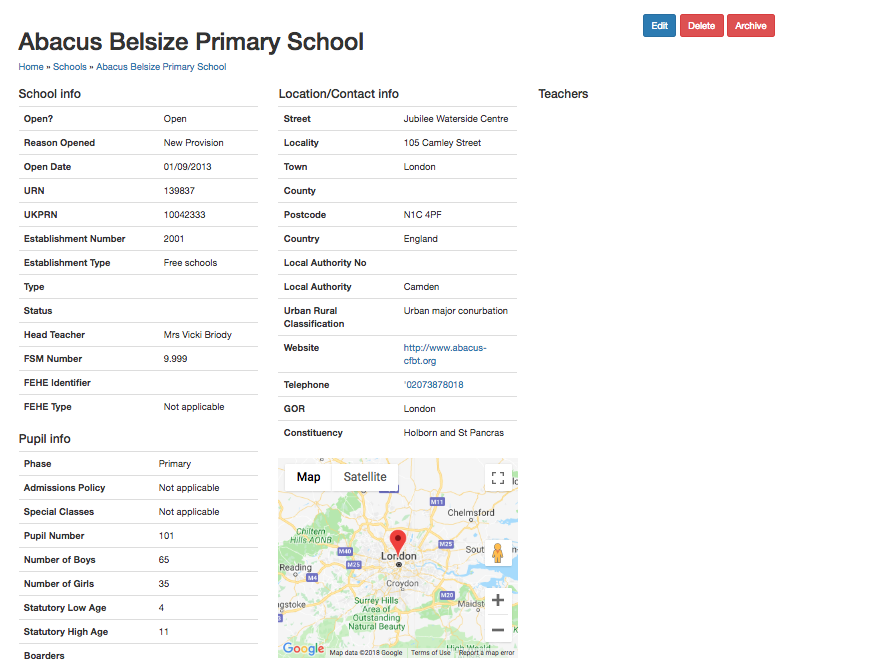 Edit
Delete
Archive
Abacus Belsize Primary School
Home » Schools » Abacus Belsize Primary School
School info
Open? Open
Reason Opened New Provision
Open Date 01/09/2013
URN 139837
UKPRN 10042333
Establishment Number 2001
Establishment Type Free schools
Type
Status
Head Teacher Mrs Vicki Briody
FSM Number 9.999
FEHE Identifier
FEHE Type Not applicable
Pupil info
Phase Primary
Admissions Policy Not applicable
Special Classes Not applicable
Pupil Number 101
Number of Boys 65
Number of Girls 35
Statutory Low Age 4
Statutory High Age 11
Boarders
Location/Contact info
Street Jubilee Waterside Centre
Locality 105 Camley Street
Town London
County
Postcode N1C 4PF
Country England
Local Authority No
Local Authority Camden
Urban Rural Urban major conurbation
Classification
Website http://www.abacus-
cfbt.org
Telephone '02073878018
GOR London
Constituency Holborn and St Pancras
Map Satellite
M11
Chelmsford
Chiltern
Hills AONB
M40
M25
Sout
London
M25
Reading
M4
Croydon
M20
gstoke
Surrey Hills
Maidst
Area of
Outstanding
Natural Beauty
High Weald
Google Map data ©2018 Google Terms of Use Report a map error
Teachers